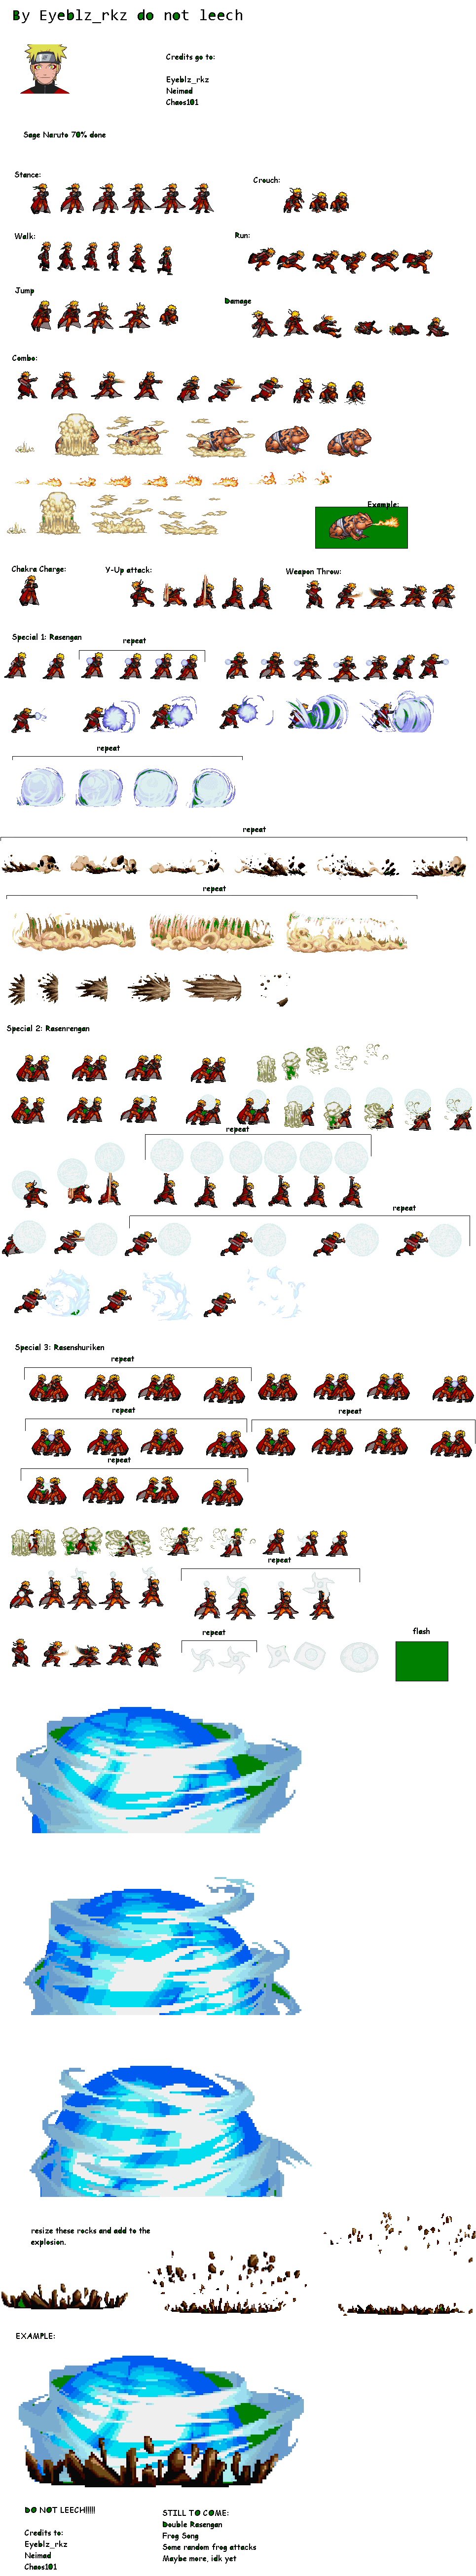 By Eyeblz_rkz do not leech
Credits go to:
Eyeblz_rkz
Neimad
Chaos101
Sage Naruto 70% done
Stance:
Crouch:
Walk:
Run:
Jump
Damage
Combo:
Example:
Chakra Charge:
Y-Up attack:
Weapon Throw:
Special 1: Rasengan
repeat
repeat
repeat
repeat
Special 2: Rasenrengan
repeat
repeat
Special 3: Rasenshuriken
repeat
repeat
repeat
repeat
repeat
repeat
flash
resize these rocks and add to the
explosion.
EXAMPLE:
DO NOT LEECH!!!!!
Credits to:
Eyeblz_rkz
Neimad
Chaos101
STILL TO COME:
Double Rasengan
Frog Song
Some random frog attacks
Maybe more, idk yet